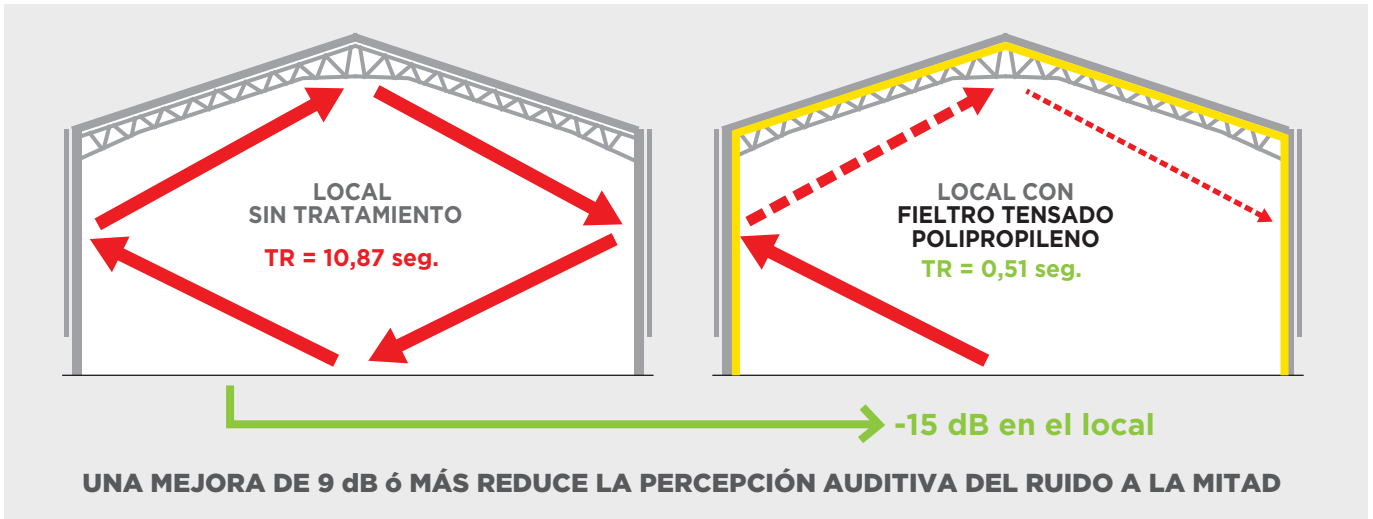 LOCAL
SIN TRATAMIENTO
TR = 10,87 seg.
LOCAL CON
FIELTRO TENSADO
POLIPROPILENO
TR = 0,51 seg.
-15 dB en el local
UNA MEJORA DE 9 dB ó MÁS REDUCE LA PERCEPCIÓN AUDITIVA DEL RUIDO A LA MITAD